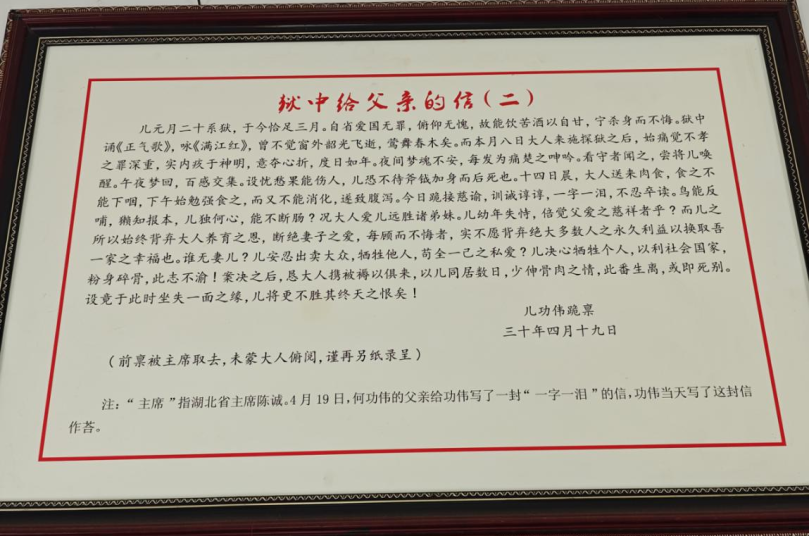 狱中给父亲的信（二）
儿元月二十系狱，于今恰足三月。自省爱国无罪，俯仰无愧，故能饮苦酒以自甘，宁杀身而不悔。狱中
诵《正气歌》，咏《满江红》，曾不觉窗外韶光飞逝，莺舞春木矣。而本月八日大人来施探狱之后，始痛觉不孝
之罪深重，实内疚于神明，意夺心折，度日如年。夜间梦魂不安，每发为痛楚之呻吟。看守者闻之，尝将儿唤
醒。午夜梦回，百感交集。设忧愁果能伤人，儿恐不待斧钺加身而后死也。十四日晨，大人送来肉食，食之不
能下咽，下午始勉强食之，而又不能消化，遂致腹泻。今日跪接慈谕，训诫谆谆，一字一泪，不忍卒读。乌能反
哺，獭知报本，儿独何心，能不断肠？况大人爱儿远胜诸弟妹。儿幼年失恃，倍觉父爱之慈祥者乎？而儿之
所以始终背弃大人养育之恩，断绝妻子之爱，每顾而不悔者，实不愿背弃绝大多数人之永久利益以换取吾
一家之幸福也。谁无妻儿？儿安忍出卖大众，牺牲他人，苟全一己之私爱？儿决心牺牲个人，以利社会国家，
粉身碎骨，此志不渝！案决之后，恳大人携被褥以俱来，以儿同居数日，少伸骨肉之情，此番生离，或即死别。
设竟于此时坐失一面之缘，儿将更不胜其终天之恨矣！
儿功伟跪禀
三十年四月十九日
（前禀被主席取去，未蒙大人俯阅，谨再另纸录呈）
注：“主席”指湖北省主席陈诚。4月19日，何功伟的父亲给功伟写了一封“一字一泪”的信，功伟当天写了这封信
作答。